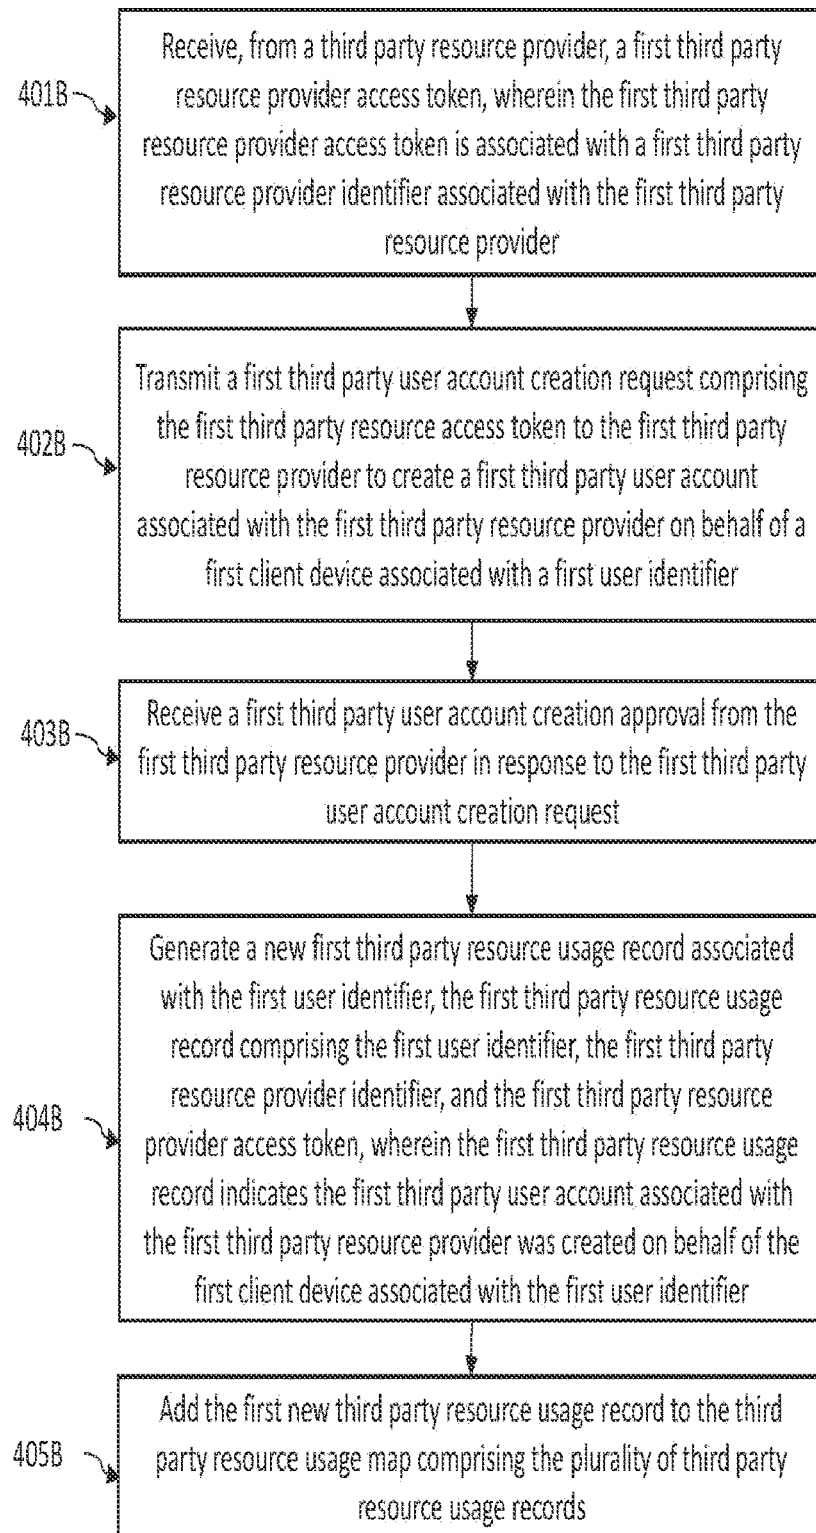 401B
Receive, from a third party resource provider, a first third party
resource provider access token, wherein the first third party
resource provider access token is associated with a first third party
resource provider identifier associated with the first third party
resource provider
402B
Transmit a first third party user account creation request comprising
the first third party resource access token to the first third party
resource provider to create a first third party user account
associated with the first third party resource provider on behalf of a
first client device associated with a first user identifier
403B
Receive a first third party user account creation approval from the
first third party resource provider in response to the first third party
user account creation request
404B
Generate a new first third party resource usage record associated
with the first user identifier, the first third party resource usage
record comprising the first user identifier, the first third party
resource provider identifier, and the first third party resource
provider access token, wherein the first third party resource usage
record indicates the first third party user account associated with
the first third party resource provider was created on behalf of the
first client device associated with the first user identifier
405B
Add the first new third party resource usage record to the third
party resource usage map comprising the plurality of third party
resource usage records